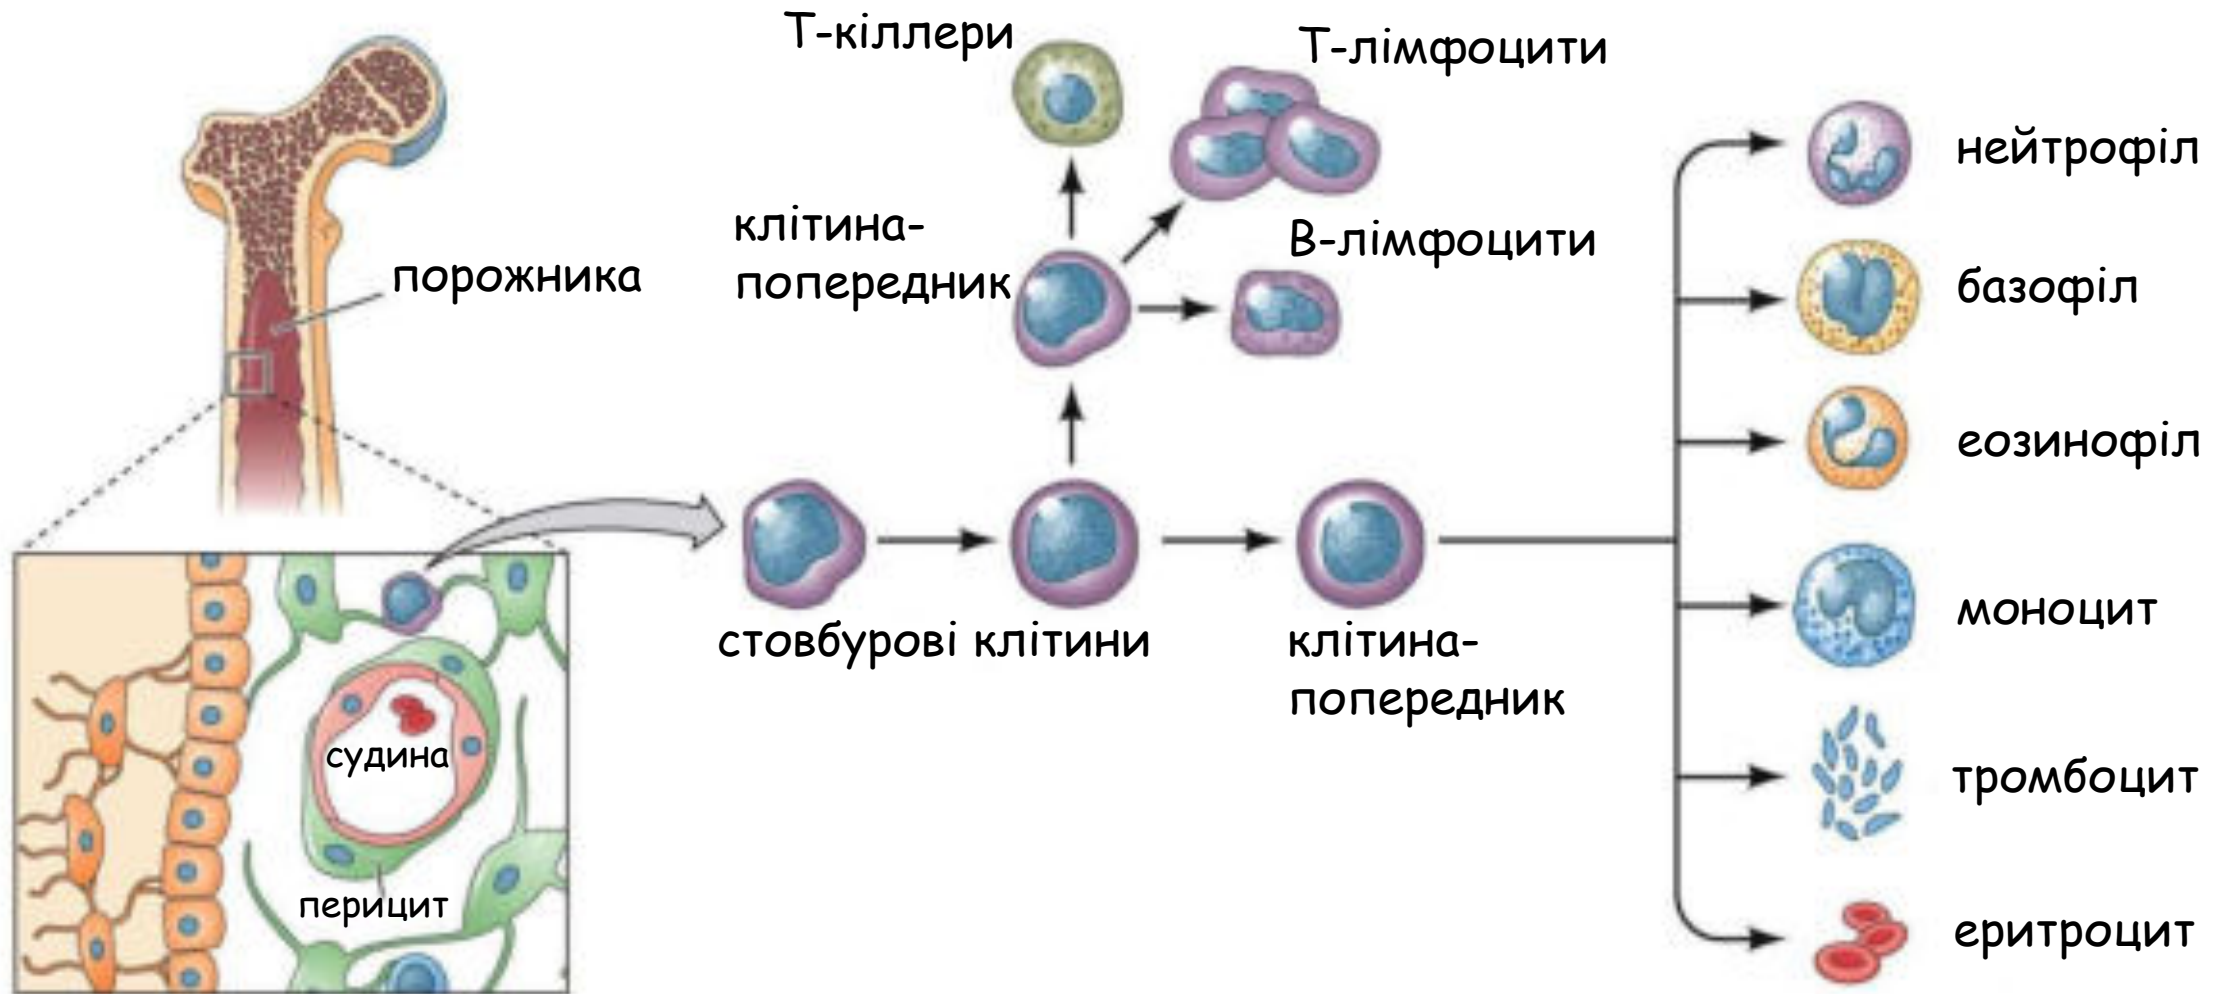 Т-кіллери
Т-лімфоцити
клітина-
попередник
В-лімфоцити
порожника
стовбурові клітини
клітина-
попередник
судина
перицит
нейтрофіл
базофіл
еозинофіл
моноцит
тромбоцит
еритроцит